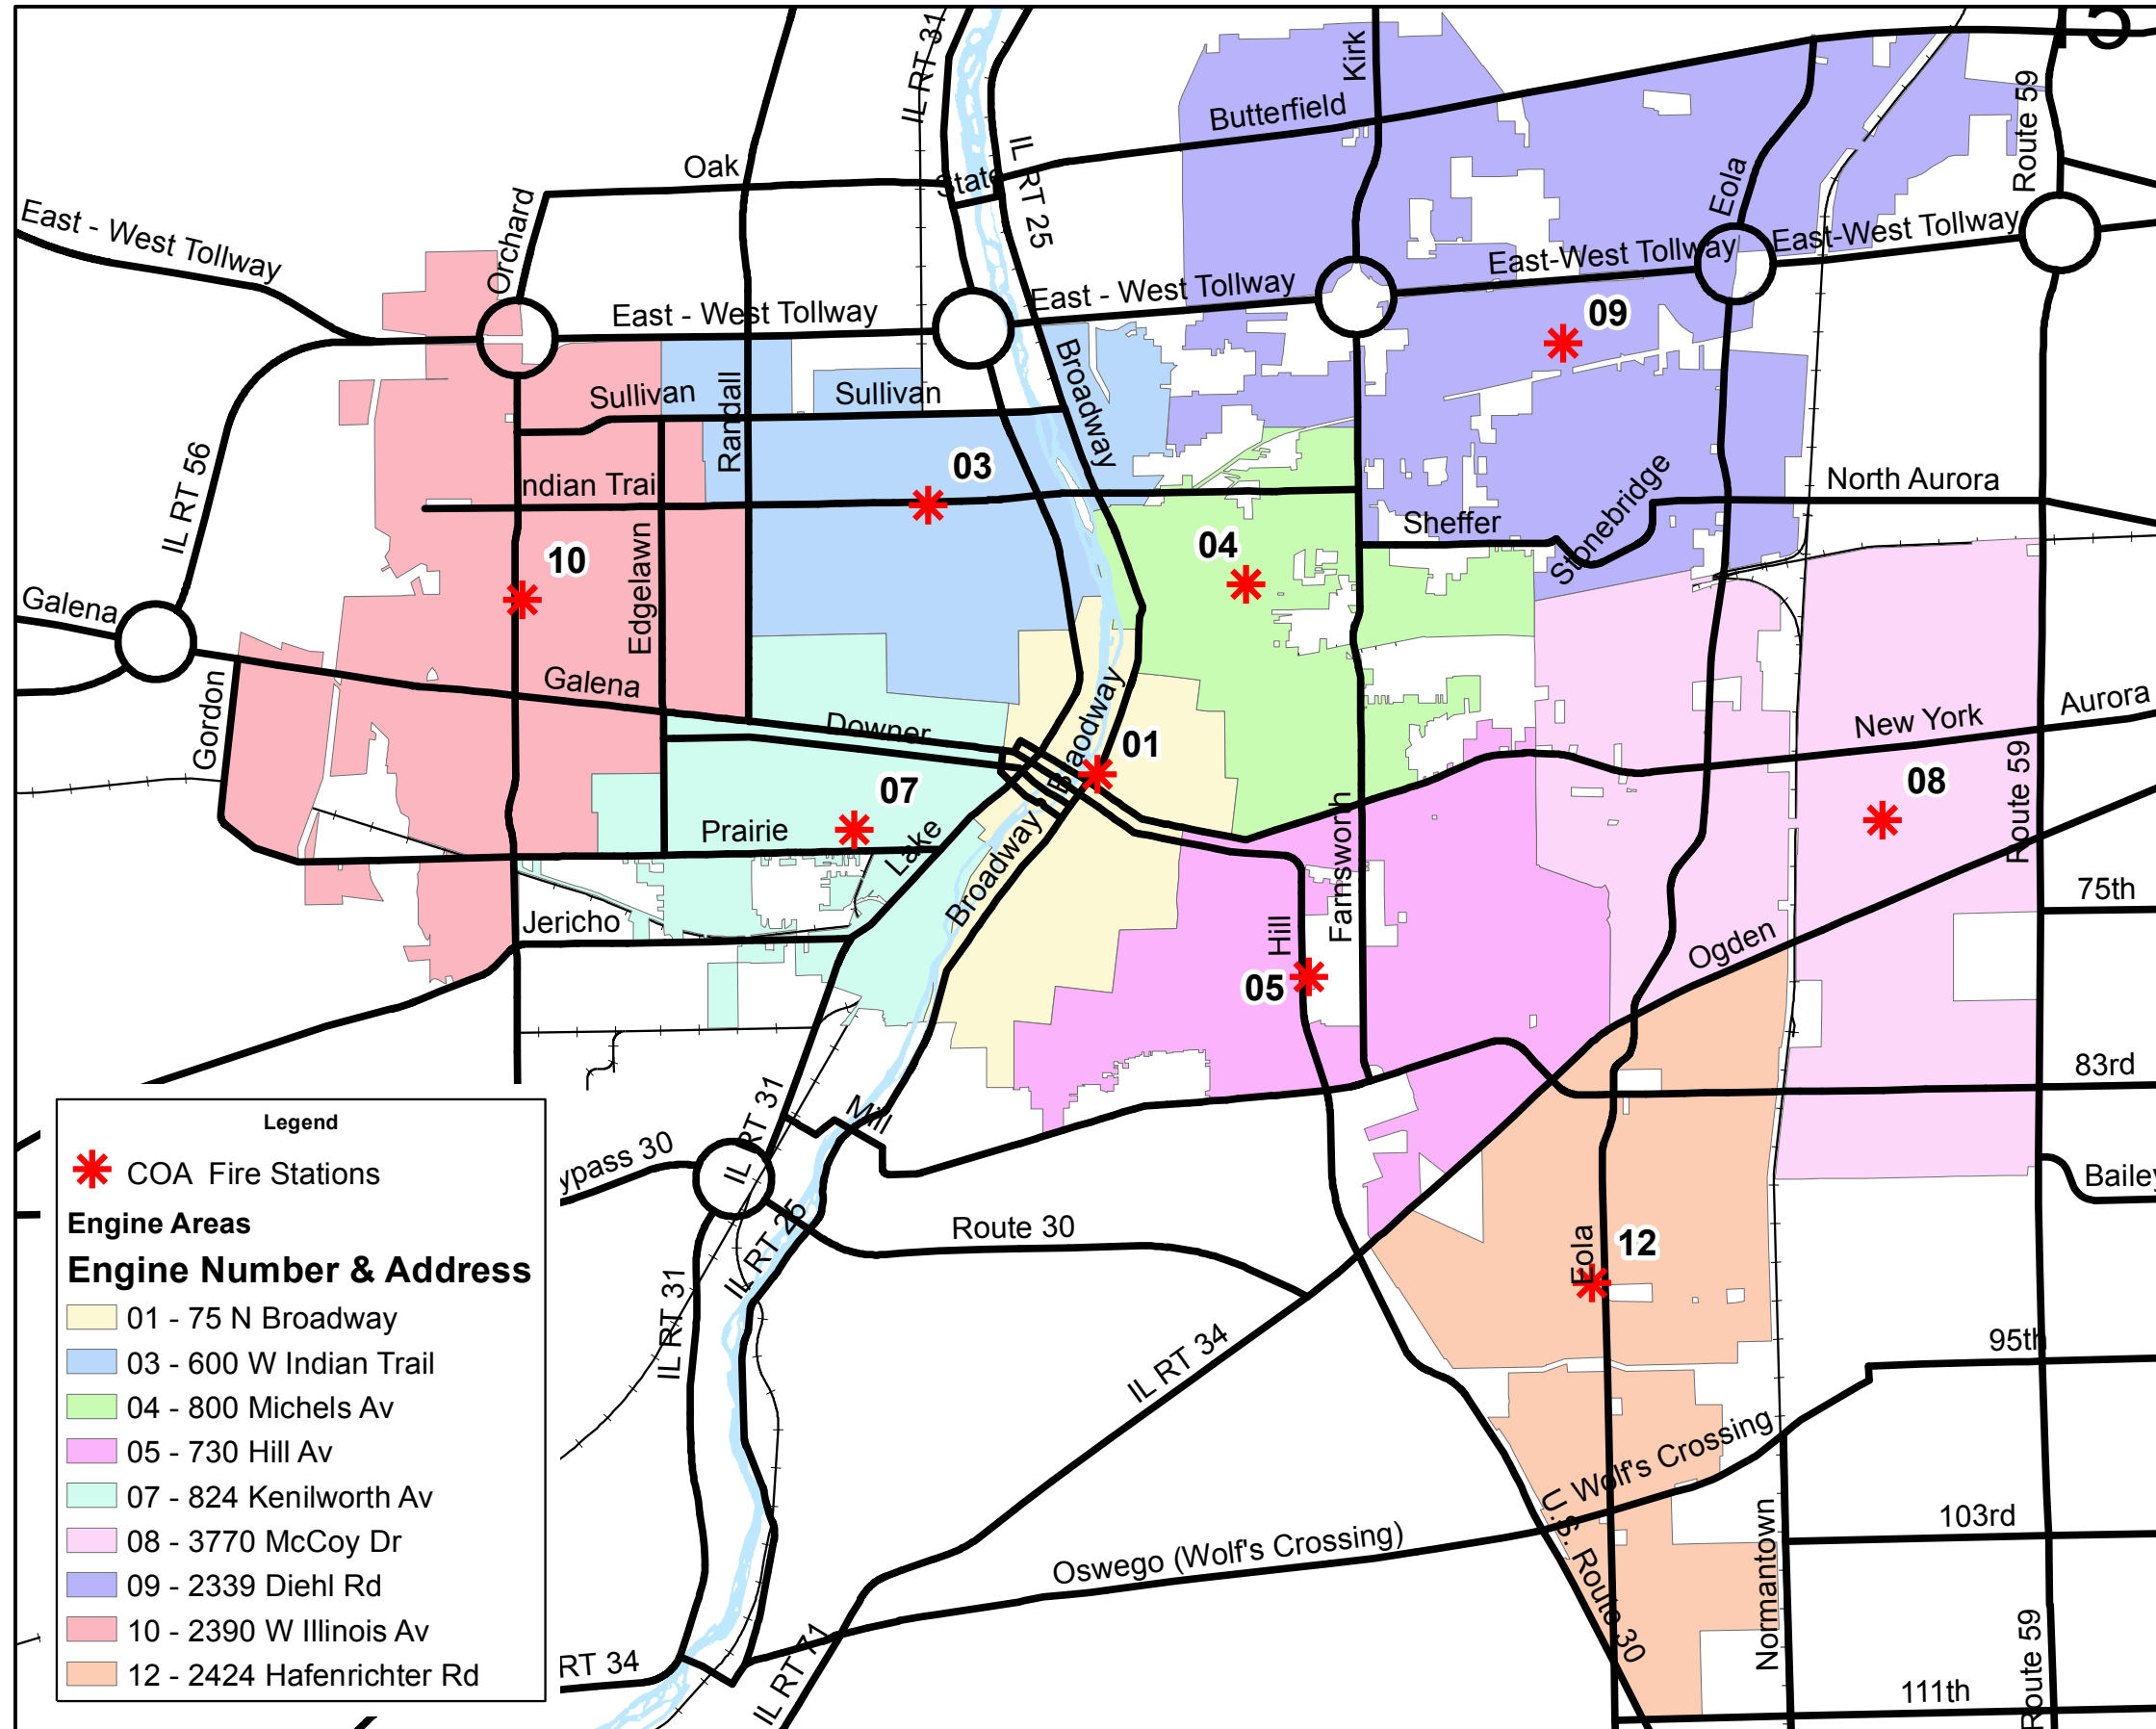 15
IL RT 31
Kirk
Route 59
Butterfield
Oak
State
IL RT 25
Eola
Orchard
East - West Tollway
East-West Tollway
East-West Tollway
East - West Tollway
East - West Tollway
09
Broadway
Sullivan
Sullivan
Randall
03
Indian Trai
IL RT 56
North Aurora
Stonebridge
Sheffer
04
10
Edgelawn
Galena
Galena
Gordon
Downer
Braodway
01
New York
Aurora
Route 59
08
07
Prairie
Lake
Broadway
Farnsworth
75th
Jericho
Hill
Ogden
05
83rd
Mill
IL RT 31
ypass 30
Bailey
Route 30
IL RT 25
Eola
12
IL RT 31
IL RT 34
95th
U.S. Route 30
Wolf's Crossing
103rd
Normantown
Oswego (Wolf's Crossing)
RT 34
IL RT 71
Route 59
111th
Legend
COA Fire Stations
Engine Areas
Engine Number & Address
01 - 75 N Broadway
03 - 600 W Indian Trail
04 - 800 Michels Av
05 - 730 Hill Av
07 - 824 Kenilworth Av
08 - 3770 McCoy Dr
09 - 2339 Diehl Rd
10 - 2390 W Illinois Av
12 - 2424 Hafenrichter Rd